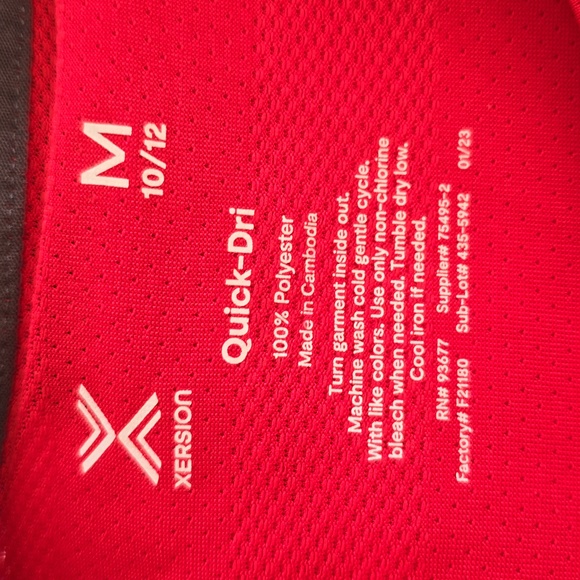 XERSION
M
10/12
Quick-Dri
100% Polyester
Made in Cambodia
Turn garment inside out.
Machine wash cold gentle cycle.
With like colors. Use only non-chlorine
bleach when needed. Tumble dry low.
Cool iron if needed.
RN# 93677 Supplier# 75495-2
Factory# F21180 Sub-Lot# 435-5942 01/23